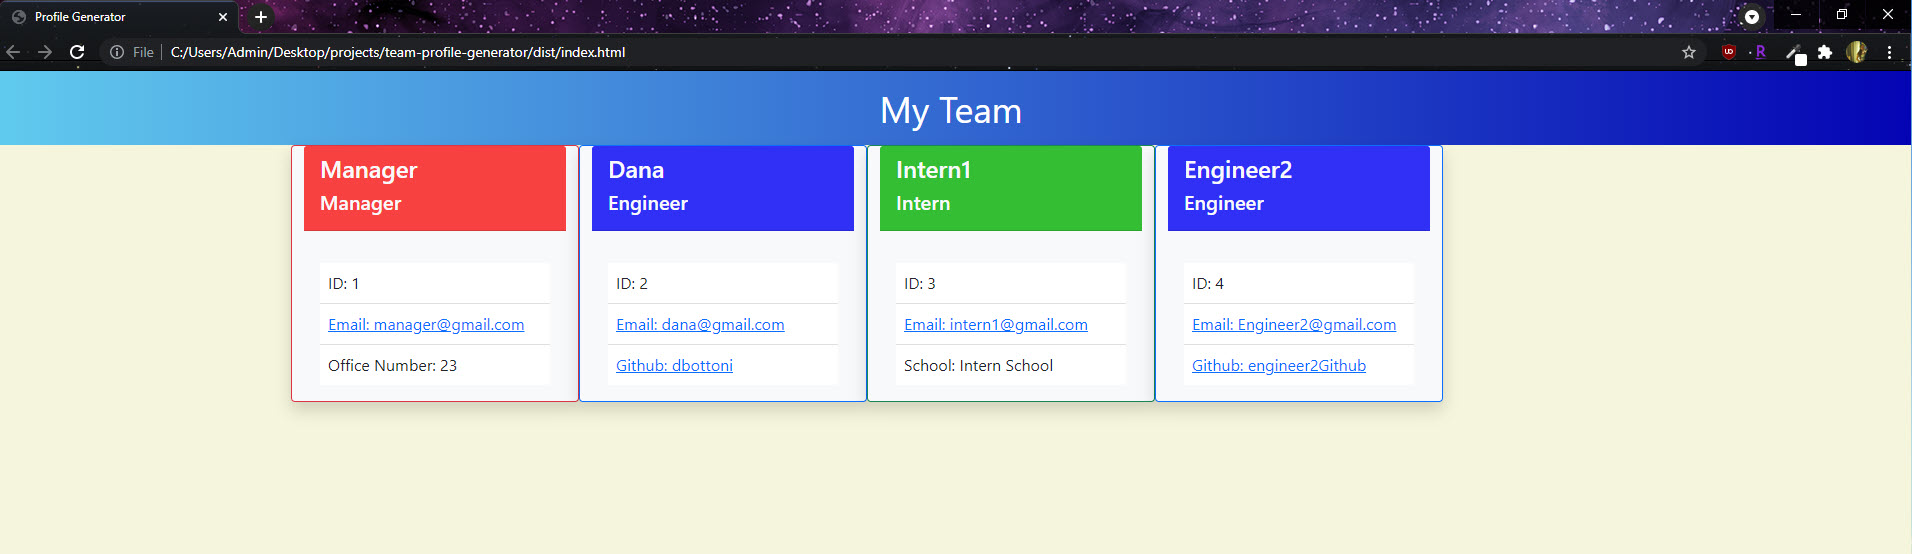 Profile Generator
File
C:/Users/Admin/Desktop/projects/team-profile-generator/dist/index.html
R
My Team
Manager
Manager
ID: 1
Email: manager@gmail.com
Office Number: 23
Dana
Engineer
ID: 2
Email: dana@gmail.com
Github: dbottoni
Intern1
Intern
ID: 3
Email: intern1@gmail.com
School: Intern School
Engineer2
Engineer
ID: 4
Email: Engineer2@gmail.com
Github: engineer2Github